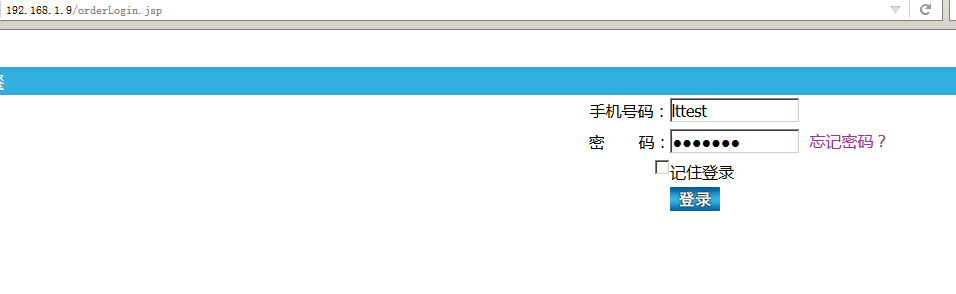 192.168.1.9/orderLogin.jsp
手机号码：lttest
密 码：●●●●●●● 忘记密码？
记住登录
登录